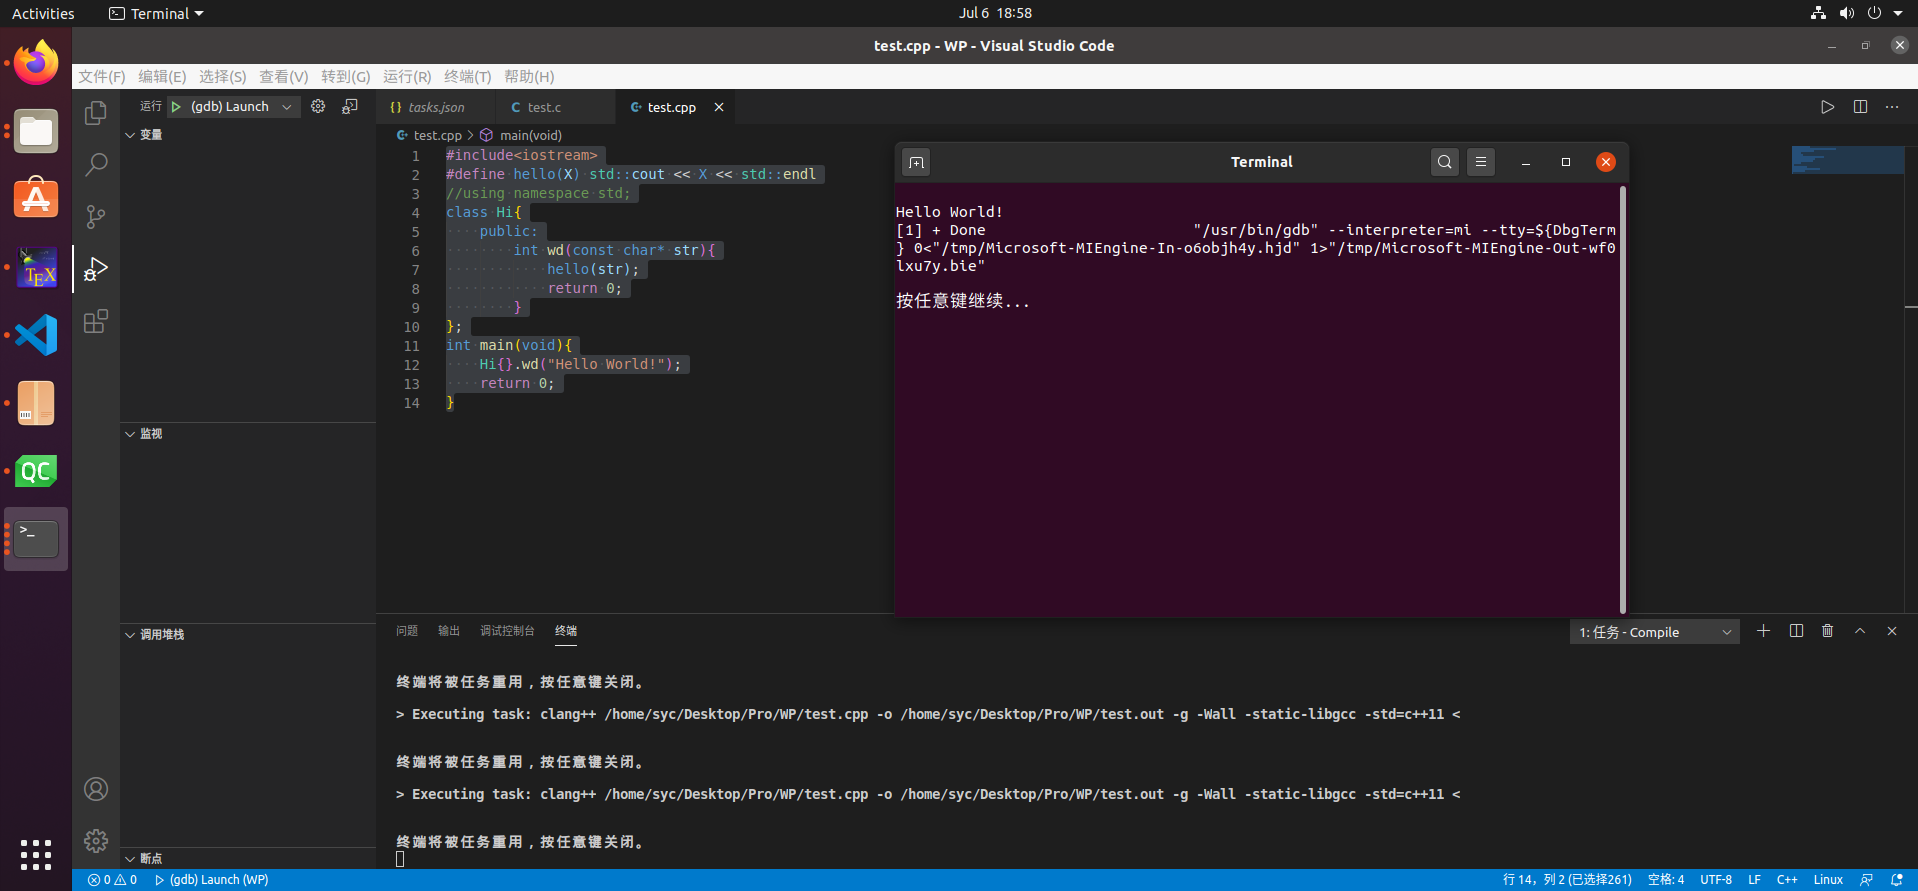 Activities
Terminal
Jul 6 18:58
test.cpp - WP - Visual Studio Code
文件(F) 编辑(E) 选择(S) 查看(V) 转到(G) 运行(R) 终端(T) 帮助(H)
运行 (gdb) Launch
{} tasks.json
C test.c
test.cpp
变量
test.cpp > main(void)
1 #include<iostream>
2 #define hello(X) std::cout << X << std::endl
3 //using namespace std;
4 class Hi{
5 public:
6 int wd(const char* str){
7 hello(str);
8 return 0;
9 }
10 };
11 int main(void){
12 Hi{}.wd("Hello World!");
13 return 0;
14 }
Terminal
Hello World!
[1] + Done "/usr/bin/gdb" --interpreter=mi --tty=${DbgTerm
} 0<"/tmp/Microsoft-MIEngine-In-o6objh4y.hjd" 1>"/tmp/Microsoft-MIEngine-Out-wf0
lxu7y.bie"
按任意键继续...
TEX
QC
>_
监视
调用堆栈
断点
问题 输出 调试控制台 终端
1: 任务 - Compile
终端将被任务重用，按任意键关闭。
> Executing task: clang++ /home/syc/Desktop/Pro/WP/test.cpp -o /home/syc/Desktop/Pro/WP/test.out -g -Wall -static-libgcc -std=c++11 <
终端将被任务重用，按任意键关闭。
> Executing task: clang++ /home/syc/Desktop/Pro/WP/test.cpp -o /home/syc/Desktop/Pro/WP/test.out -g -Wall -static-libgcc -std=c++11 <
终端将被任务重用，按任意键关闭。
0 0 (gdb) Launch (WP)
行 14，列 2 (已选择261) 空格: 4 UTF-8 LF C++ Linux